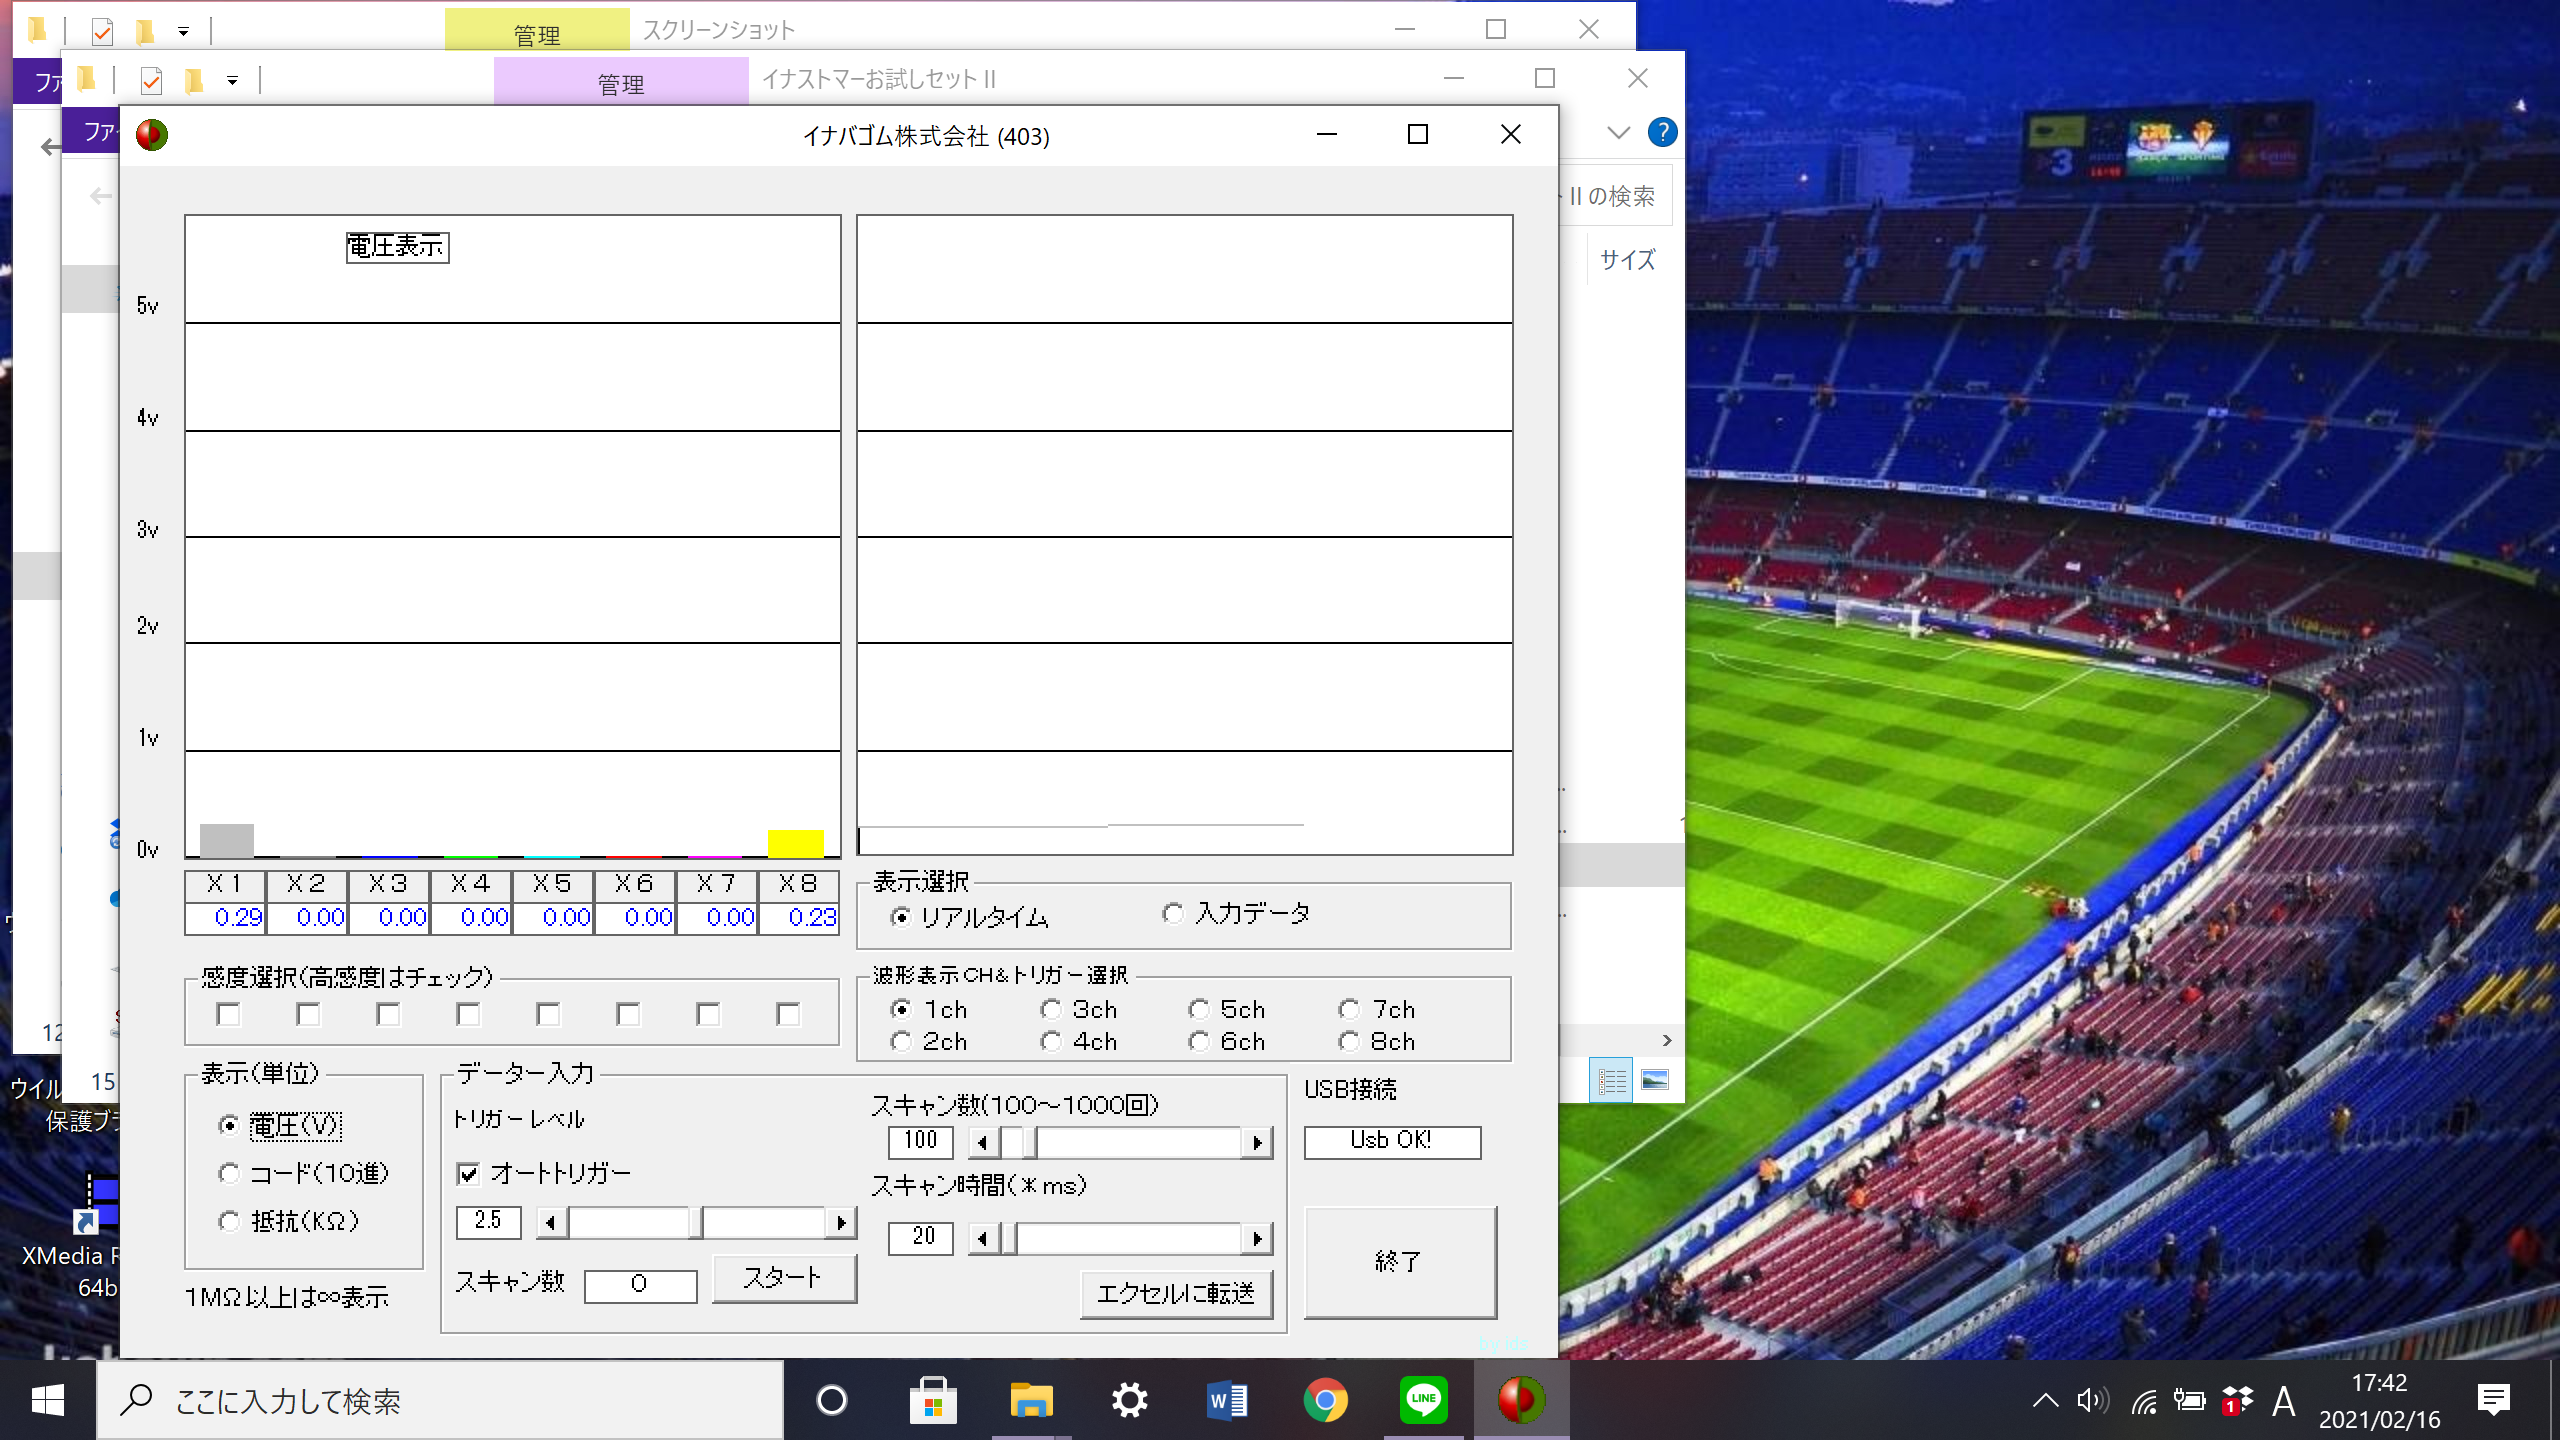 管理
スクリーンショット
管理
イナストマーお試しセット II
ファ
ファイ
イナバゴム株式会社 (403)
II の検索
サイズ
電圧表示
5v
4v
3v
2v
1v
0v
X1 X2 X3 X4 X5 X6 X7 X8
0.29 0.00 0.00 0.00 0.00 0.00 0.00 0.23
表示選択
リアルタイム 入力データ
感度選択(高感度はチェック)
波形表示CH&トリガー選択
1ch 3ch 5ch 7ch
2ch 4ch 6ch 8ch
表示(単位)
電圧(V)
コード(10進)
抵抗(KΩ)
1MΩ以上は∞表示
データー入力
トリガーレベル
オートトリガー
2.5
スキャン数 0
スタート
スキャン数(100～1000回)
100
スキャン時間(*ms)
20
エクセルに転送
USB接続
Usb OK!
終了
by ids
12
15
ウイル
保護ブラ
XMedia R
64b
ここに入力して検索
LINE
1
A
17:42
2021/02/16